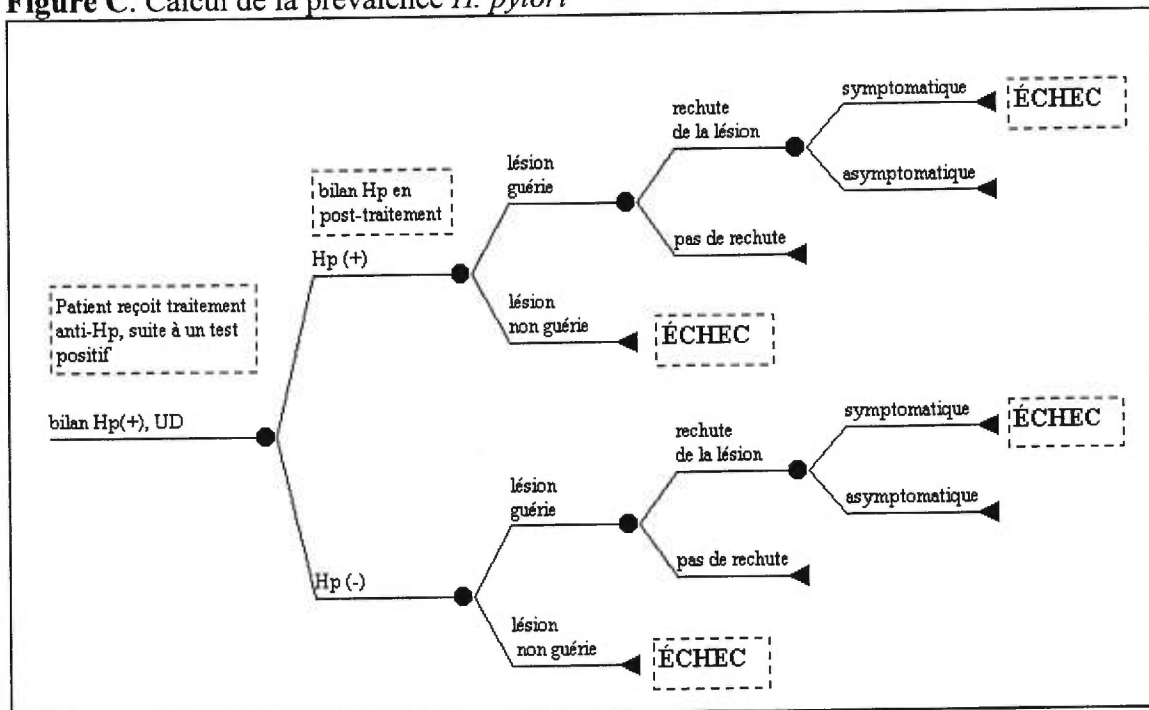 Figure C: Calcul de la prévalence H. pylori
symptomatique
ÉCHEC
rechute
de la lésion
asymptomatique
lésion
guérie
bilan Hp en
post-traitement
pas de rechute
Hp (+)
lésion
non guérie
ÉCHEC
Patient reçoit traitement
anti-Hp, suite à un test
positif
bilan Hp(+), UD
symptomatique
ÉCHEC
rechute
de la lésion
asymptomatique
lésion
guérie
pas de rechute
Hp (-)
lésion
non guérie
ÉCHEC